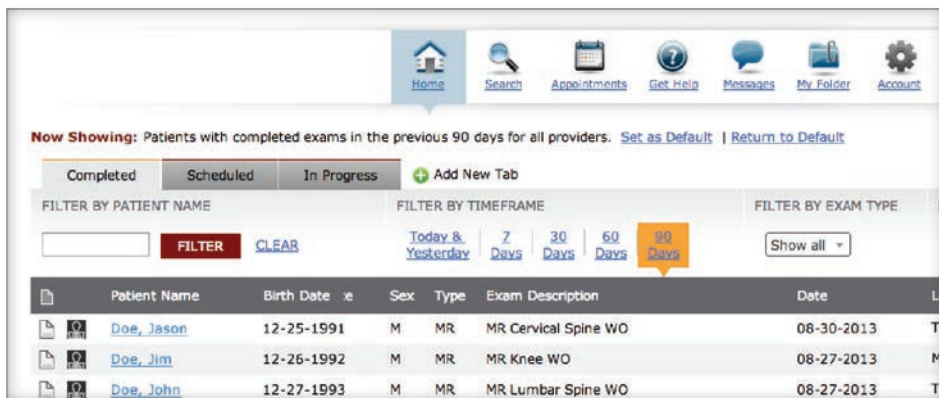 Home Search Appointments Get Help Messages My Folder Account
Now Showing: Patients with completed exams in the previous 90 days for all providers. Set as Default | Return to Default
Completed Scheduled In Progress Add New Tab
FILTER BY PATIENT NAME FILTER BY TIMEFRAME FILTER BY EXAM TYPE
FILTER CLEAR Today & Yesterday 7 Days 30 Days 60 Days 90 Days Show all
Patient Name Birth Date :e Sex Type Exam Description Date L
Doe, Jason 12-25-1991 M MR MR Cervical Spine WO 08-30-2013 T
Doe, Jim 12-26-1992 M MR MR Knee WO 08-27-2013 M
Doe, John 12-27-1993 M MR MR Lumbar Spine WO 08-27-2013 T